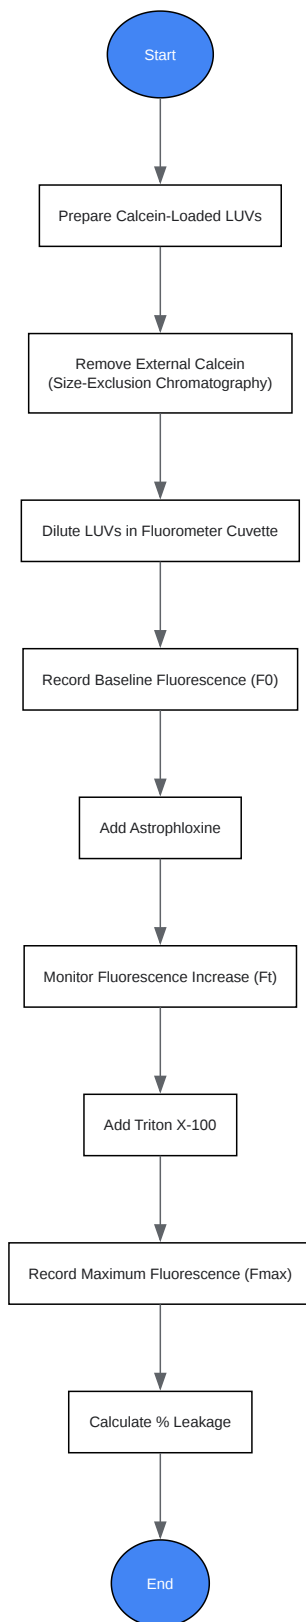 Start
Prepare Calcein-Loaded LUVs
Remove External Calcein
(Size-Exclusion Chromatography)
Dilute LUVs in Fluorometer Cuvette
Record Baseline Fluorescence (F0)
Add Astrophloxine
Monitor Fluorescence Increase (Ft)
Add Triton X-100
Record Maximum Fluorescence (Fmax)
Calculate % Leakage
End